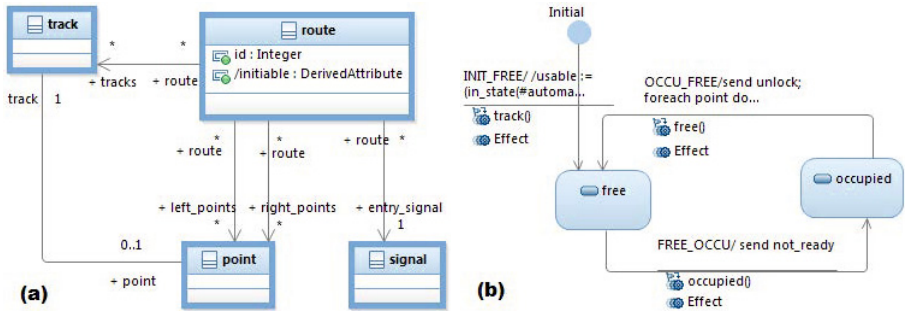 track
route
id : Integer
/initiable : DerivedAttribute
* *
+ tracks + route
track 1
* * *
+ route + route + route
+ left_points + right_points + entry_signal
* * 1
0..1
+ point
point
signal
(a)
Initial
INIT_FREE/ /usable :=
(in_state(#automa...
track()
Effect
OCCU_FREE/send unlock;
foreach point do...
free()
Effect
free
occupied
FREE_OCCU/ send not_ready
occupied()
Effect
(b)